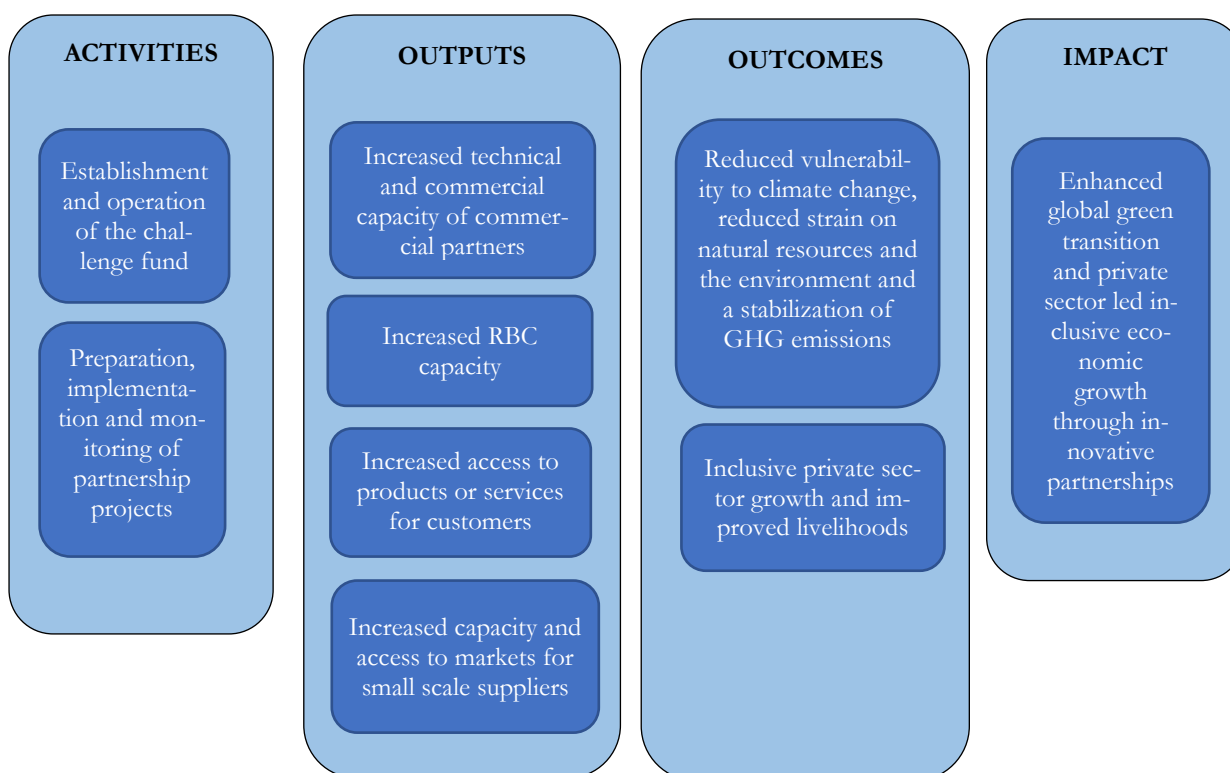 ACTIVITIES
Establishment
and operation
of the chal-
lenge fund
Preparation,
implementa-
tion and mon-
itoring of
partnership
projects
OUTPUTS
Increased technical
and commercial
capacity of commer-
cial partners
Increased RBC
capacity
Increased access to
products or services
for customers
Increased capacity and
access to markets for
small scale suppliers
OUTCOMES
Reduced vulnerabil-
ity to climate change,
reduced strain on
natural resources and
the environment and
a stabilization of
GHG emissions
Inclusive private sec-
tor growth and im-
proved livelihoods
IMPACT
Enhanced
global green
transition
and private
sector led in-
clusive eco-
nomic
growth
through in-
novative
partnerships